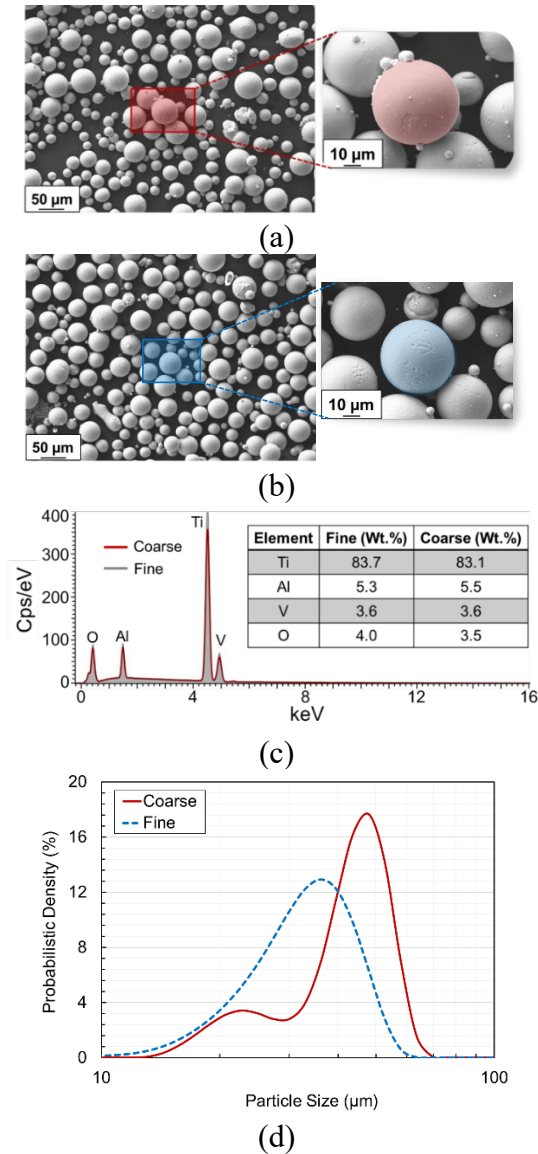 50 µm
10 µm
(a)
50 µm
10 µm
(b)
400
300
200
100
0
Cps/eV
Coarse
Fine
O
Al
Ti
V
Element Fine (Wt.%) Coarse (Wt.%)
Ti 83.7 83.1
Al 5.3 5.5
V 3.6 3.6
O 4.0 3.5
0 4 8 12 16
keV
(c)
20
16
12
8
4
0
Probabilistic Density (%)
Coarse
Fine
10 100
Particle Size (µm)
(d)